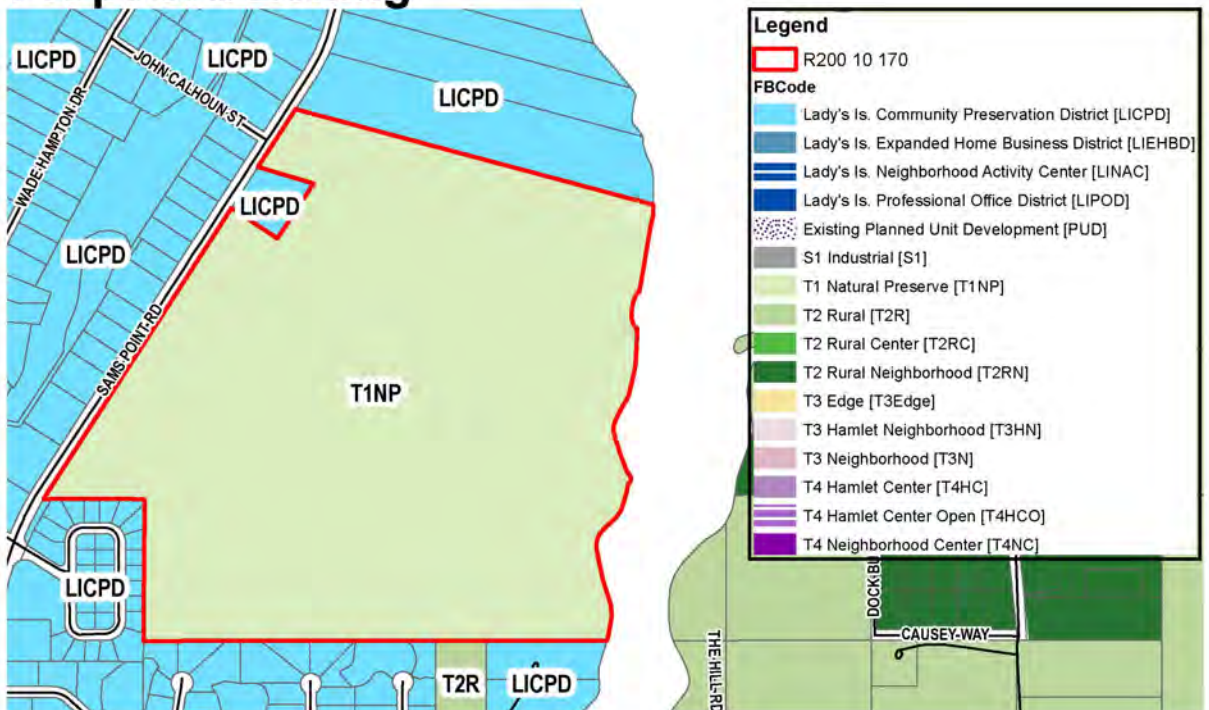 LICPD
JOHN CALHOUN ST
LICPD
LICPD
WADE HAMPTON DR
LICPD
LICPD
SAMS POINT RD
T1NP
LICPD
T2R
LICPD
Legend
R200 10 170
FBCode
Lady's Is. Community Preservation District [LICPD]
Lady's Is. Expanded Home Business District [LIEHBD]
Lady's Is. Neighborhood Activity Center [LINAC]
Lady's Is. Professional Office District [LIPOD]
Existing Planned Unit Development [PUD]
S1 Industrial [S1]
T1 Natural Preserve [T1NP]
T2 Rural [T2R]
T2 Rural Center [T2RC]
T2 Rural Neighborhood [T2RN]
T3 Edge [T3Edge]
T3 Hamlet Neighborhood [T3HN]
T3 Neighborhood [T3N]
T4 Hamlet Center [T4HC]
T4 Hamlet Center Open [T4HCO]
T4 Neighborhood Center [T4NC]
DOCK BU
CAUSEY WAY
THE HILL RD